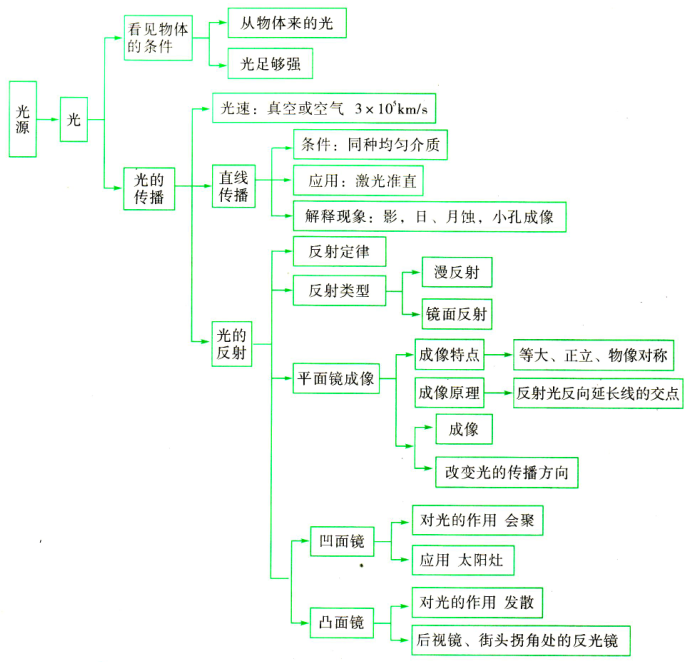 光源
光
看见物体
的条件
从物体来的光
光足够强
光的
传播
光速：真空或空气 3×10⁵km/s
直线
传播
条件：同种均匀介质
应用：激光准直
解释现象：影，日、月蚀，小孔成像
光的
反射
反射定律
反射类型
漫反射
镜面反射
平面镜成像
成像特点
等大、正立、物像对称
成像原理
反射光反向延长线的交点
成像
改变光的传播方向
凹面镜
对光的作用 会聚
应用 太阳灶
凸面镜
对光的作用 发散
后视镜、街头拐角处的反光镜